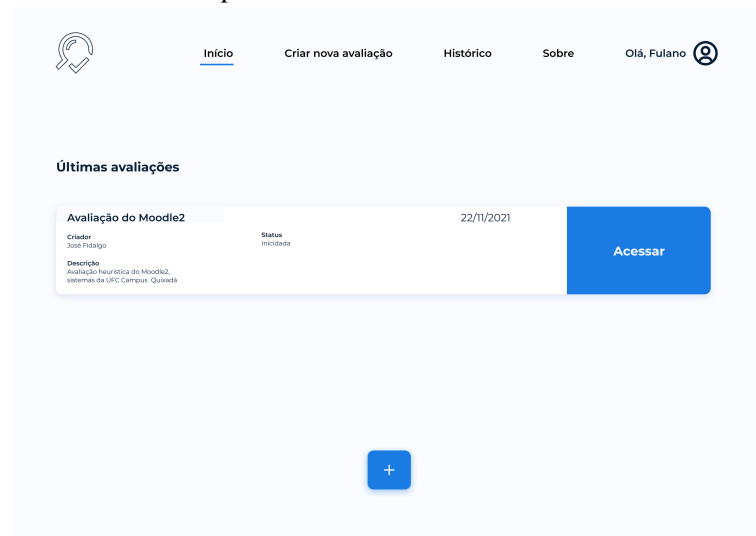 Início Criar nova avaliação Histórico Sobre Olá, Fulano
Últimas avaliações
Avaliação do Moodle2 22/11/2021
Criador Status
José Fidalgo Inicidada
Acessar
Descrição
Avaliação heurística do Moodle2,
sistemas da UFC Campus Quixadá
+